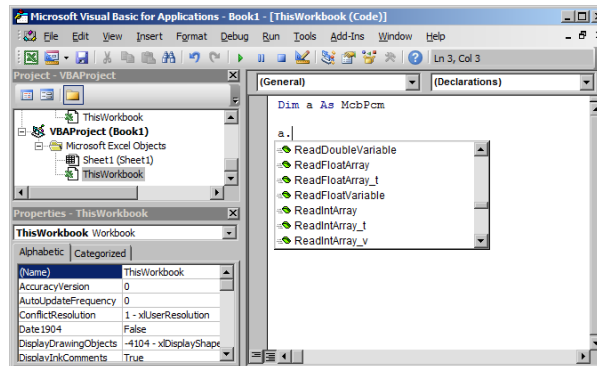 Microsoft Visual Basic for Applications - Book1 - [ThisWorkbook (Code)]
File Edit View Insert Format Debug Run Tools Add-Ins Window Help
Ln 3, Col 3
Project - VBAProject
ThisWorkbook
VBAProject (Book1)
Microsoft Excel Objects
Sheet1 (Sheet1)
ThisWorkbook
Properties - ThisWorkbook
ThisWorkbook Workbook
Alphabetic Categorized
(Name) ThisWorkbook
AccuracyVersion 0
AutoUpdateFrequency 0
ConflictResolution 1 - xlUserResolution
Date1904 False
DisplayDrawingObjects -4104 - xlDisplayShape
DisplayInkComments True
(General) (Declarations)
Dim a As McbPcm
a.
ReadDoubleVariable
ReadFloatArray
ReadFloatArray_t
ReadFloatVariable
ReadIntArray
ReadIntArray_t
ReadIntArray_v